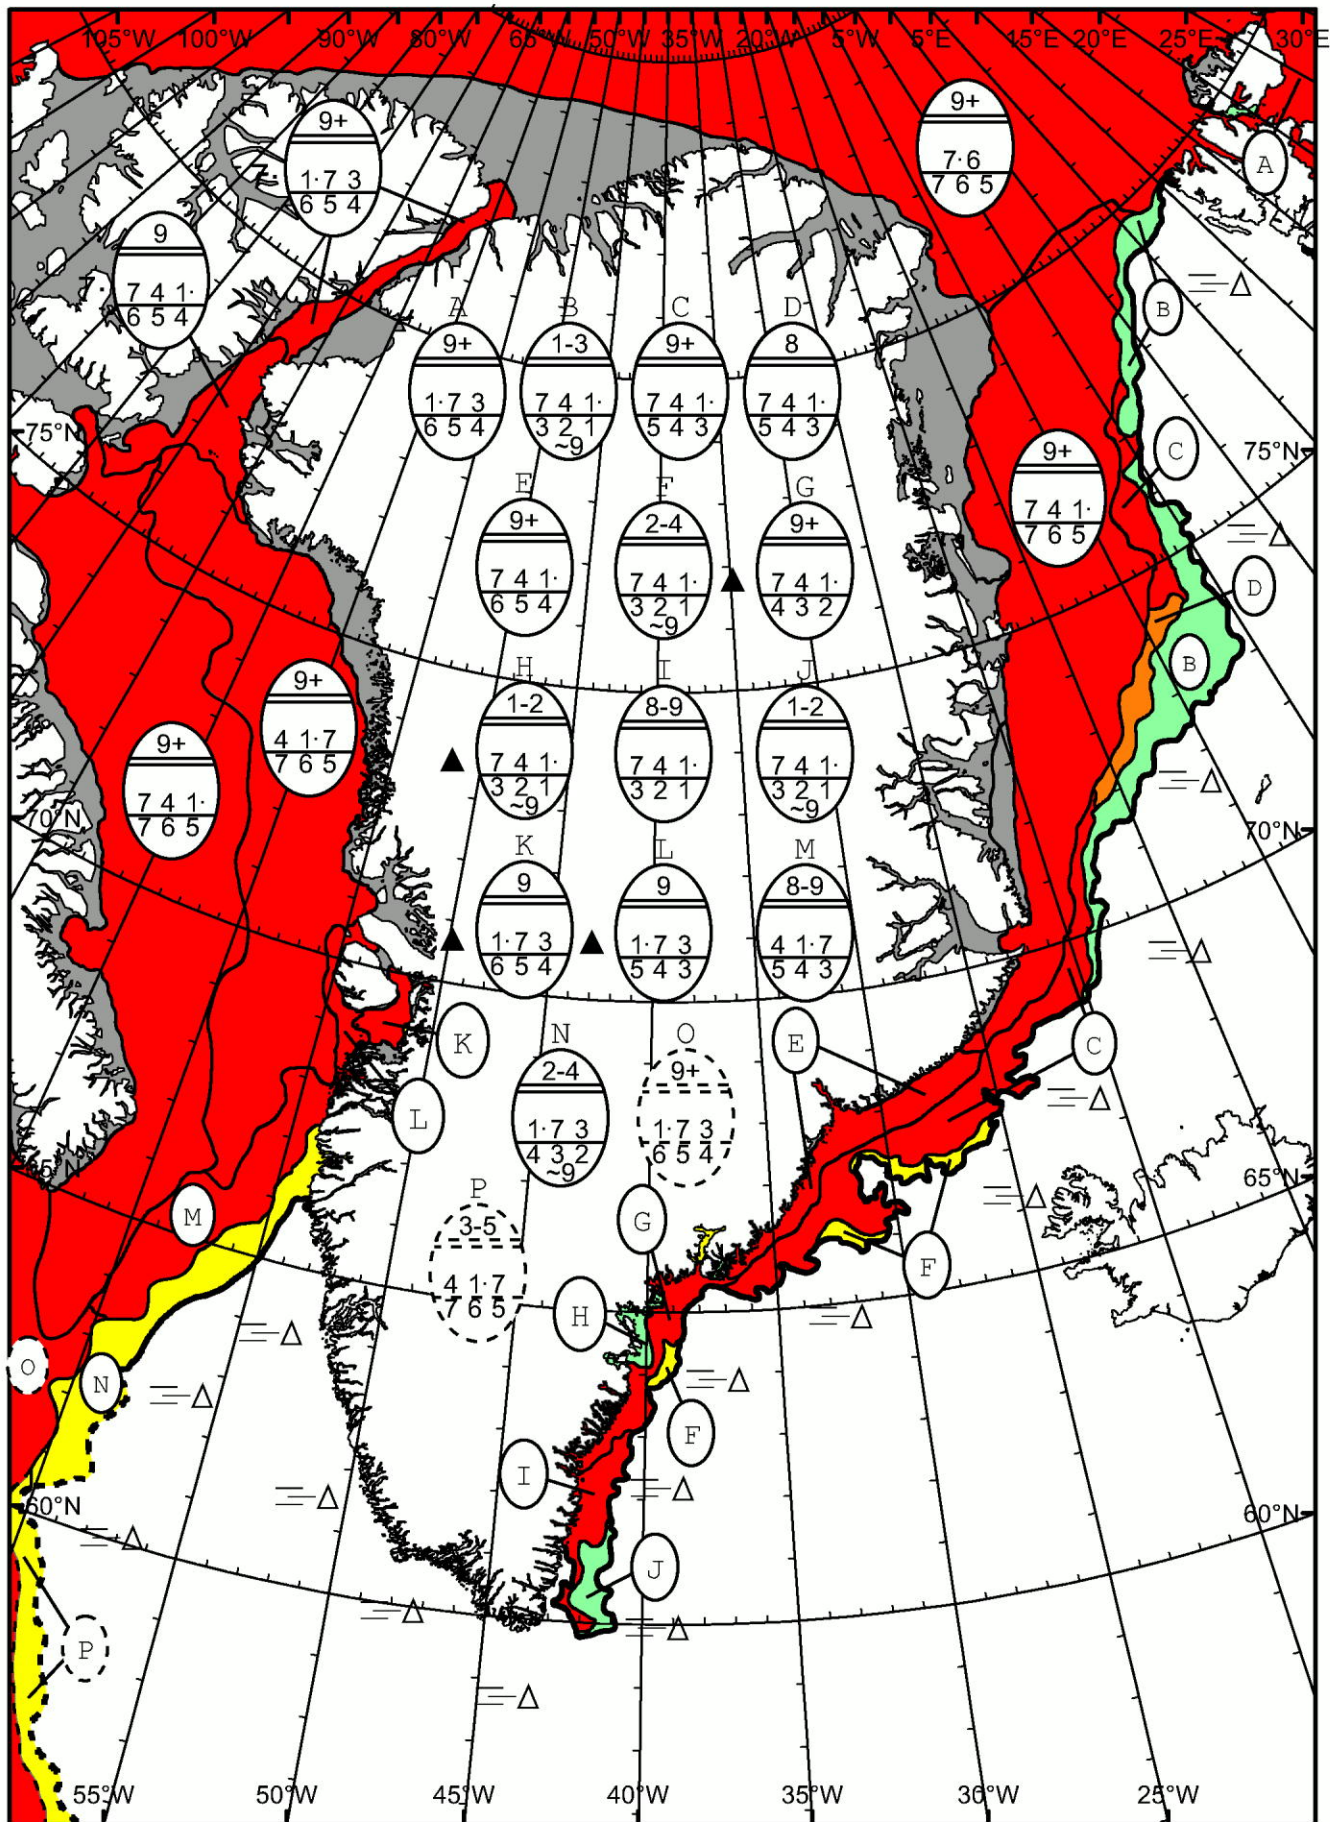 105°W 100°W 90°W 80°W 65°W 50°W 35°W 20°W 5°W 5°E 15°E 20°E 25°E 30°E
9+
1·7 3
6 5 4
9+
7·6
7 6 5
A
9
7 4 1·
6 5 4
B
A B C D
9+ 1-3 9+ 8
1·7 3 7 4 1· 7 4 1· 7 4 1·
6 5 4 3 2 1 5 4 3 5 4 3
~9
75°N
75°N
C
9+
7 4 1·
7 6 5
E F G
9+ 2-4 9+
7 4 1· 7 4 1· 7 4 1·
6 5 4 3 2 1 4 3 2
~9
D
B
H I J
1-2 8-9 1-2
7 4 1· 7 4 1· 7 4 1·
3 2 1 3 2 1 3 2 1
~9 ~9
9+
4 1·7
7 6 5
9+
7 4 1·
7 6 5
70°N
70°N
K L M
9 9 8-9
1·7 3 1·7 3 4 1·7
6 5 4 5 4 3 5 4 3
K
E
C
L
N O
2-4 9+
1·7 3 1·7 3
4 3 2 6 5 4
~9
65°N
65°N
M
P
3-5
4 1·7
7 6 5
G
F
H
O
N
F
I
60°N
60°N
J
P
55°W 50°W 45°W 40°W 35°W 30°W 25°W